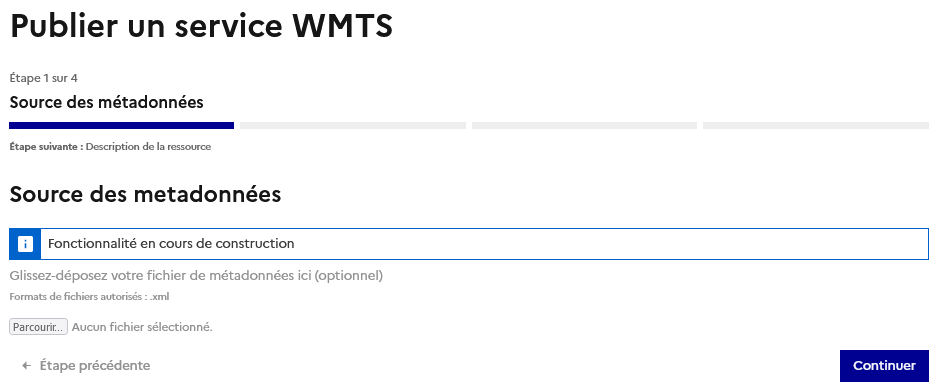 Publier un service WMTS
Étape 1 sur 4
Source des métadonnées
Étape suivante : Description de la ressource
Source des metadonnées
Fonctionnalité en cours de construction
Glissez-déposez votre fichier de métadonnées ici (optionnel)
Formats de fichiers autorisés : .xml
Parcourir... Aucun fichier sélectionné.
← Étape précédente
Continuer